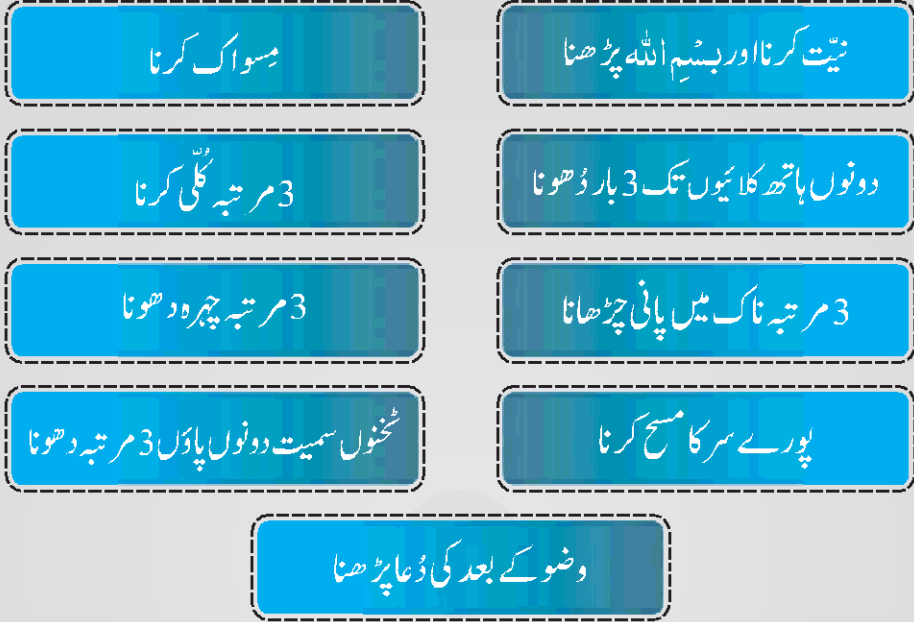 نیّت کرنا اور بِسْمِ اللہ پڑھنا
مِسواک کرنا
دونوں ہاتھ کلائیوں تک 3 بار دُھونا
3 مرتبہ کُلّی کرنا
3 مرتبہ ناک میں پانی چڑھانا
3 مرتبہ چہرہ دھونا
پورے سر کا مسح کرنا
ٹخنوں سمیت دونوں پاؤں 3 مرتبہ دھونا
وضو کے بعد کی دُعا پڑھنا